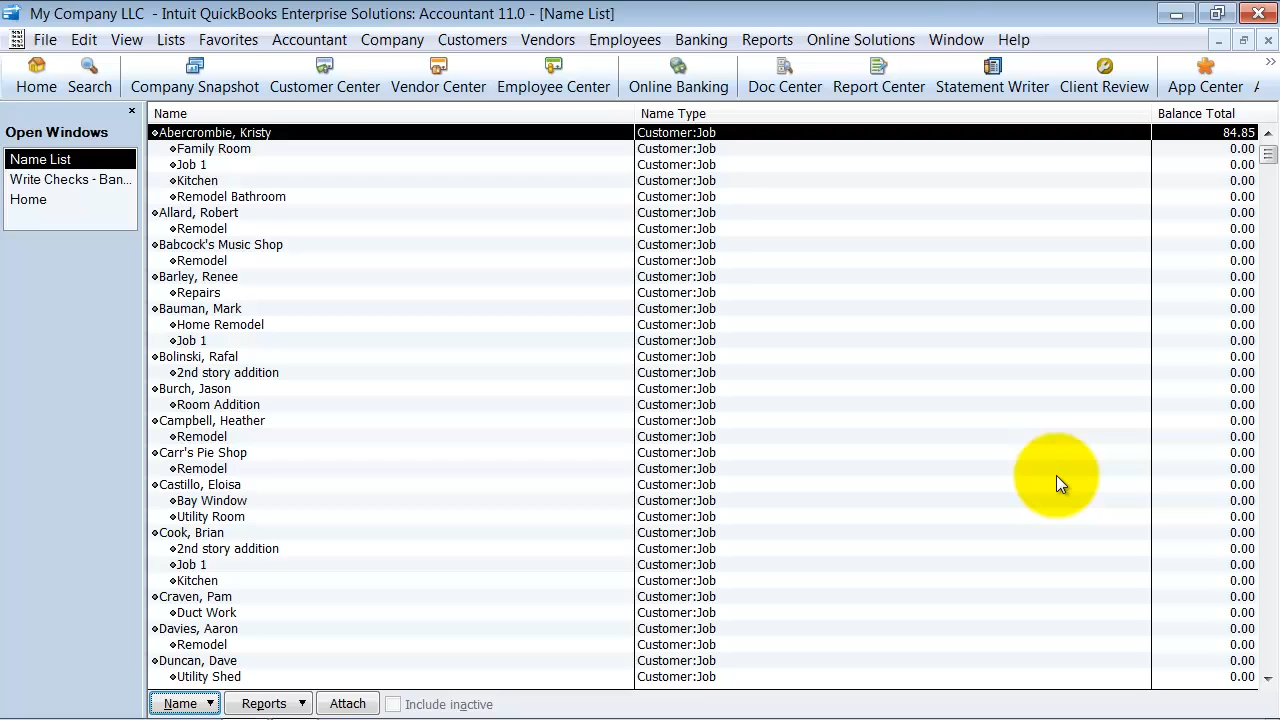 My Company LLC - Intuit QuickBooks Enterprise Solutions: Accountant 11.0 - [Name List]
File Edit View Lists Favorites Accountant Company Customers Vendors Employees Banking Reports Online Solutions Window Help
Home Search Company Snapshot Customer Center Vendor Center Employee Center Online Banking Doc Center Report Center Statement Writer Client Review App Center
Open Windows
Name List
Write Checks - Ban...
Home
Name Name Type Balance Total
Abercrombie, Kristy Customer:Job 84.85
Family Room Customer:Job 0.00
Job 1 Customer:Job 0.00
Kitchen Customer:Job 0.00
Remodel Bathroom Customer:Job 0.00
Allard, Robert Customer:Job 0.00
Remodel Customer:Job 0.00
Babcock's Music Shop Customer:Job 0.00
Remodel Customer:Job 0.00
Barley, Renee Customer:Job 0.00
Repairs Customer:Job 0.00
Bauman, Mark Customer:Job 0.00
Home Remodel Customer:Job 0.00
Job 1 Customer:Job 0.00
Bolinski, Rafal Customer:Job 0.00
2nd story addition Customer:Job 0.00
Burch, Jason Customer:Job 0.00
Room Addition Customer:Job 0.00
Campbell, Heather Customer:Job 0.00
Remodel Customer:Job 0.00
Carr's Pie Shop Customer:Job 0.00
Remodel Customer:Job 0.00
Castillo, Eloisa Customer:Job 0.00
Bay Window Customer:Job 0.00
Utility Room Customer:Job 0.00
Cook, Brian Customer:Job 0.00
2nd story addition Customer:Job 0.00
Job 1 Customer:Job 0.00
Kitchen Customer:Job 0.00
Craven, Pam Customer:Job 0.00
Duct Work Customer:Job 0.00
Davies, Aaron Customer:Job 0.00
Remodel Customer:Job 0.00
Duncan, Dave Customer:Job 0.00
Utility Shed Customer:Job 0.00
Name Reports Attach Include inactive